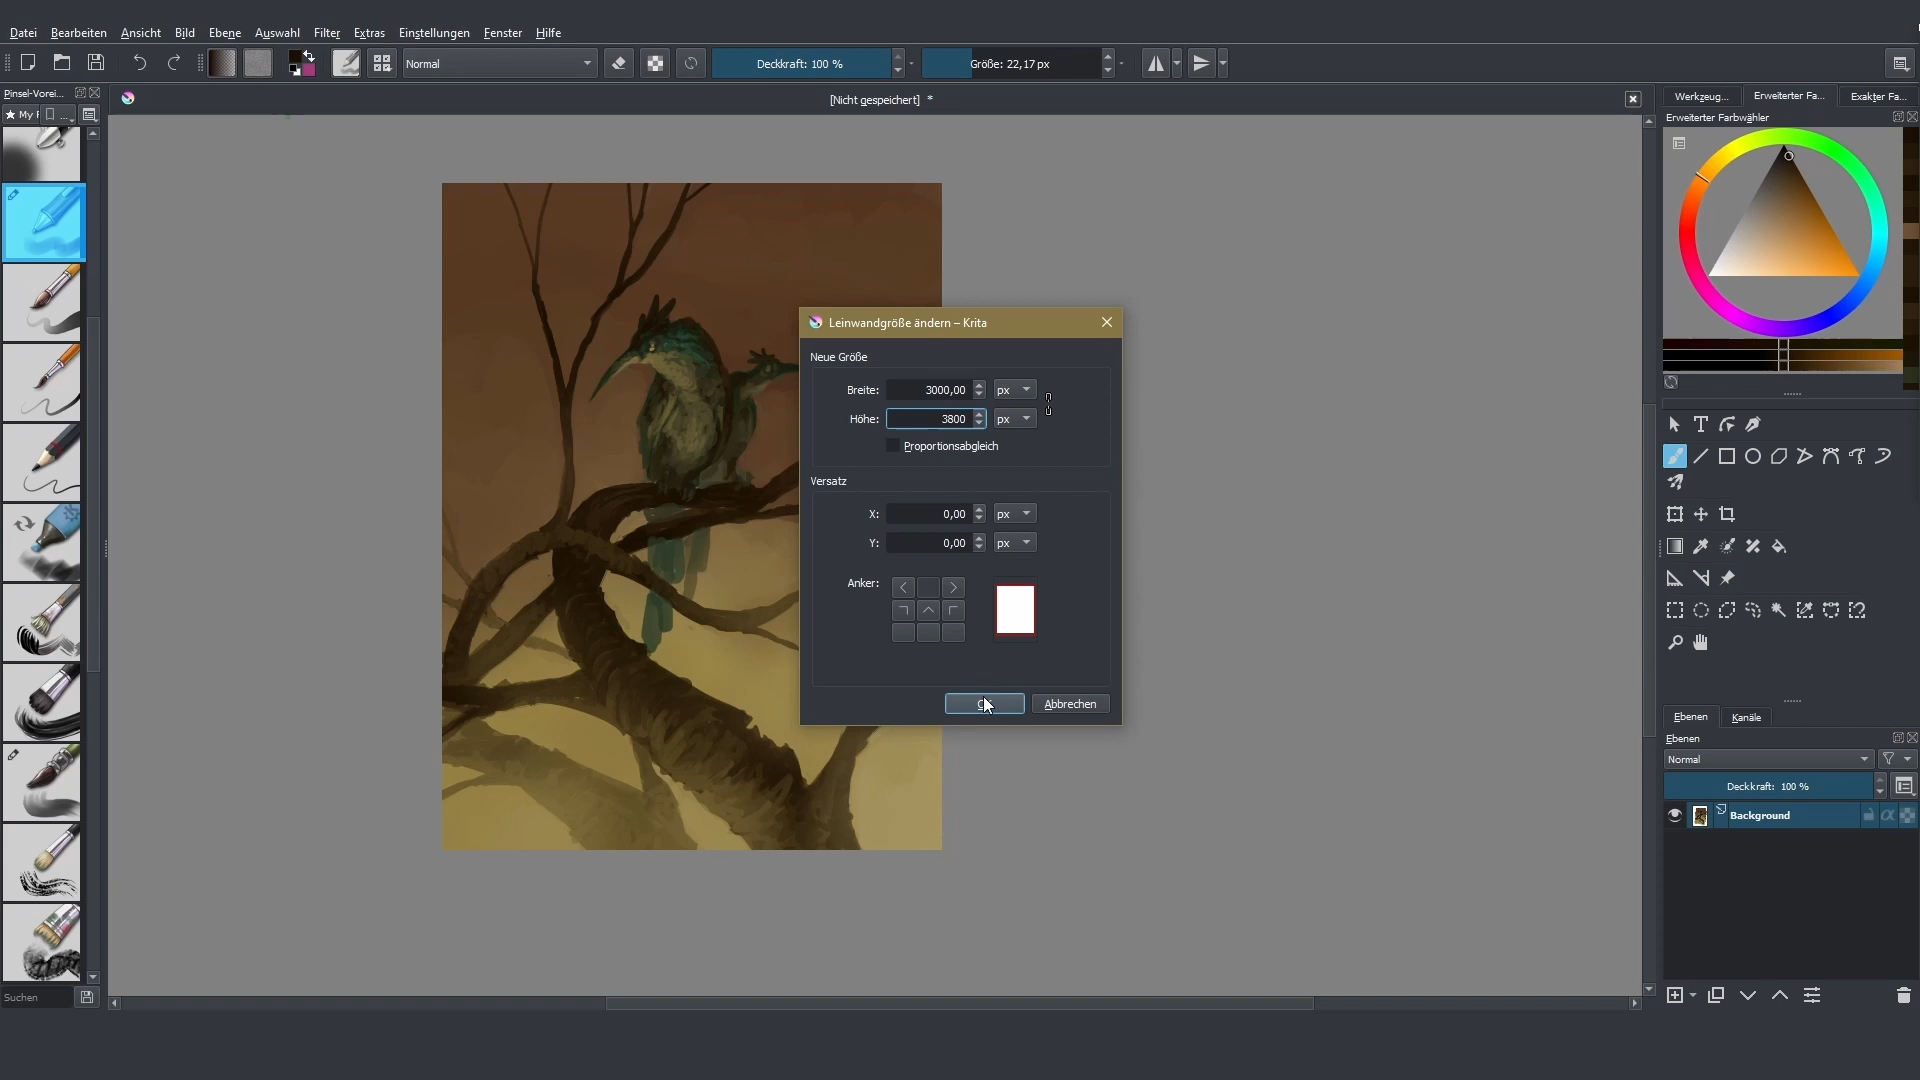 Datei Bearbeiten Ansicht Bild Ebene Auswahl Filter Extras Einstellungen Fenster Hilfe
Normal Deckkraft: 100 % Größe: 22,17 px
Pinsel-Vorei... [Nicht gespeichert] * Werkzeug... Erweiterter Fa... Exakter Fa...
★ My ...
Erweiterter Farbwähler
Leinwandgröße ändern – Krita
Neue Größe
Breite: 3000,00 px
Höhe: 3800 px
Proportionsabgleich
Versatz
X: 0,00 px
Y: 0,00 px
Anker:
Abbrechen
Ebenen Kanäle
Ebenen
Normal
Deckkraft: 100 %
Background
Suchen